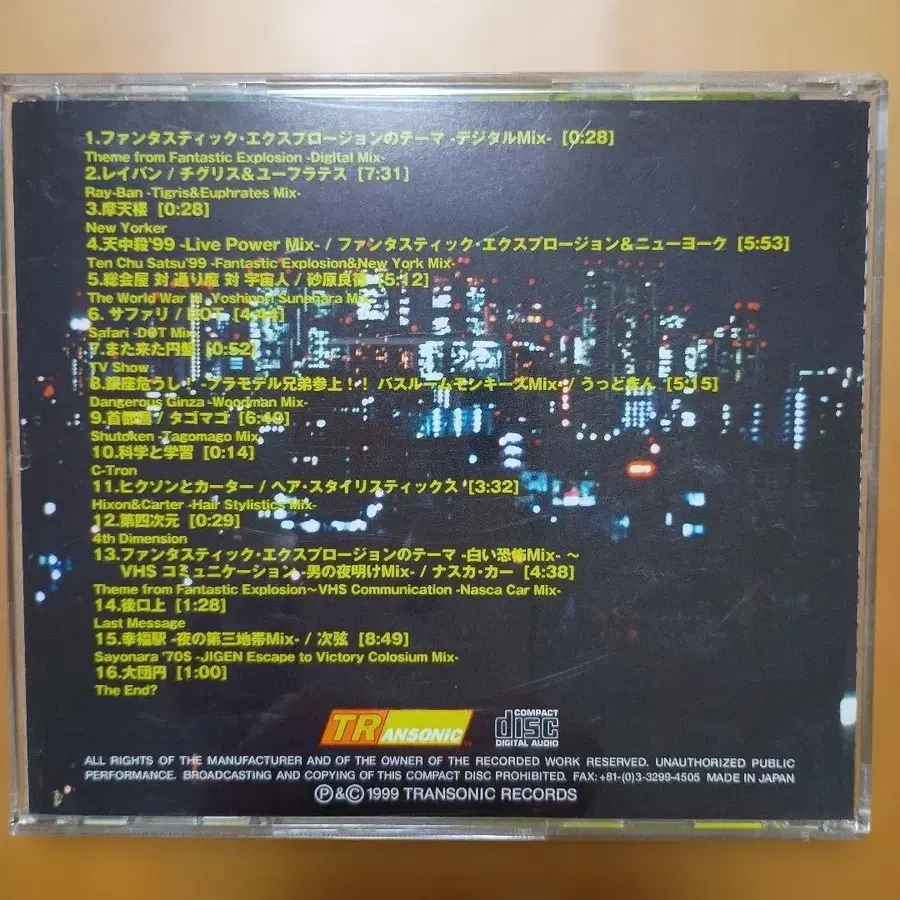 1.ファンタスティック・エクスプロージョンのテーマ -デジタルMix- [0:28]
Theme from Fantastic Explosion -Digital Mix-
2.レイバン / チグリス&ユーフラテス [7:31]
Ray-Ban -Tigris&Euphrates Mix-
3.摩天楼 [0:28]
New Yorker
4.天中殺'99 -Live Power Mix- / ファンタスティック・エクスプロージョン&ニューヨーク [5:53]
Ten Chu Satsu'99 -Fantastic Explosion&New York Mix-
5.総会屋 対 通り魔 対 宇宙人 / 砂原良徳 [5:12]
The World War III -Yoshinori Sunahara Mix-
6.サファリ / DOT [4:44]
Safari -DOT Mix-
7.また来た円盤 [0:52]
TV Show
8.銀座危うし! -プラモデル兄弟参上!! バスルームモンキーズMix- / うっどまん [5:15]
Dangerous Ginza -Woodman Mix-
9.首都圏 / タゴマゴ [6:40]
Shutoken -Tagomago Mix-
10.科学と学習 [0:14]
C-Tron
11.ヒクソンとカーター / ヘア・スタイリスティックス [3:32]
Hixon&Carter -Hair Stylistics Mix-
12.第四次元 [0:29]
4th Dimension
13.ファンタスティック・エクスプロージョンのテーマ -白い恐怖Mix- ~
VHS コミュニケーション -男の夜明けMix- / ナスカ・カー [4:38]
Theme from Fantastic Explosion~VHS Communication -Nasca Car Mix-
14.後口上 [1:28]
Last Message
15.幸福駅 -夜の第三地帯Mix- / 次弦 [8:49]
Sayonara '70S -JIGEN Escape to Victory Colosium Mix-
16.大団円 [1:00]
The End?
TRANSONIC
COMPACT
disc
DIGITAL AUDIO
ALL RIGHTS OF THE MANUFACTURER AND OF THE OWNER OF THE RECORDED WORK RESERVED. UNAUTHORIZED PUBLIC
PERFORMANCE. BROADCASTING AND COPYING OF THIS COMPACT DISC PROHIBITED. FAX:+81-(0)3-3299-4505 MADE IN JAPAN
Ⓟ&© 1999 TRANSONIC RECORDS